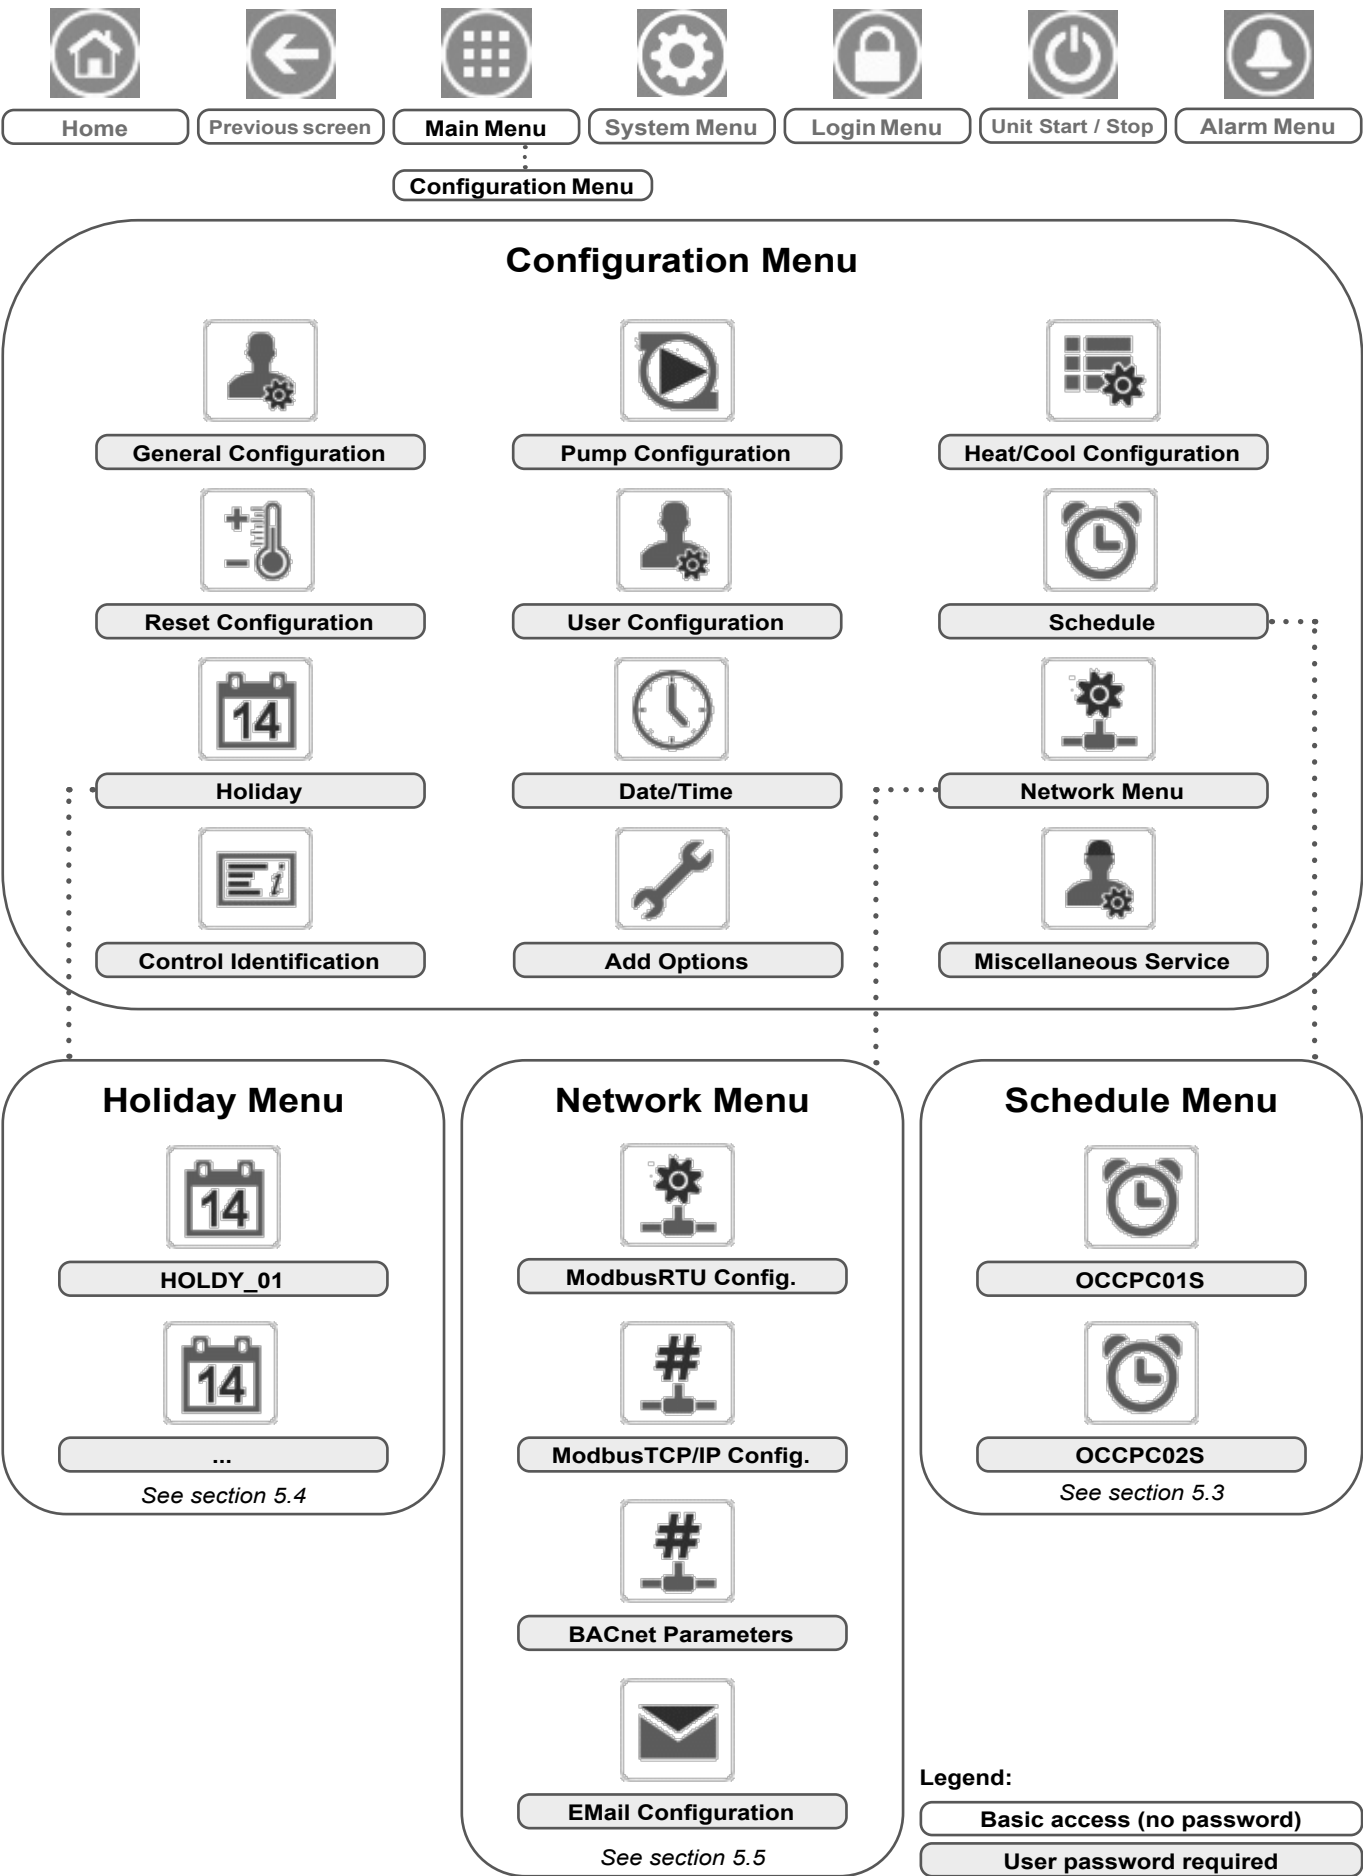 Home
Previous screen
Main Menu
System Menu
Login Menu
Unit Start / Stop
Alarm Menu
Configuration Menu
Configuration Menu
General Configuration
Pump Configuration
Heat/Cool Configuration
Reset Configuration
User Configuration
Schedule
14
Holiday
Date/Time
Network Menu
i
Control Identification
Add Options
Miscellaneous Service
Holiday Menu
14
HOLDY_01
14
...
See section 5.4
Network Menu
ModbusRTU Config.
#
ModbusTCP/IP Config.
#
BACnet Parameters
EMail Configuration
See section 5.5
Schedule Menu
OCCPC01S
OCCPC02S
See section 5.3
Legend:
Basic access (no password)
User password required